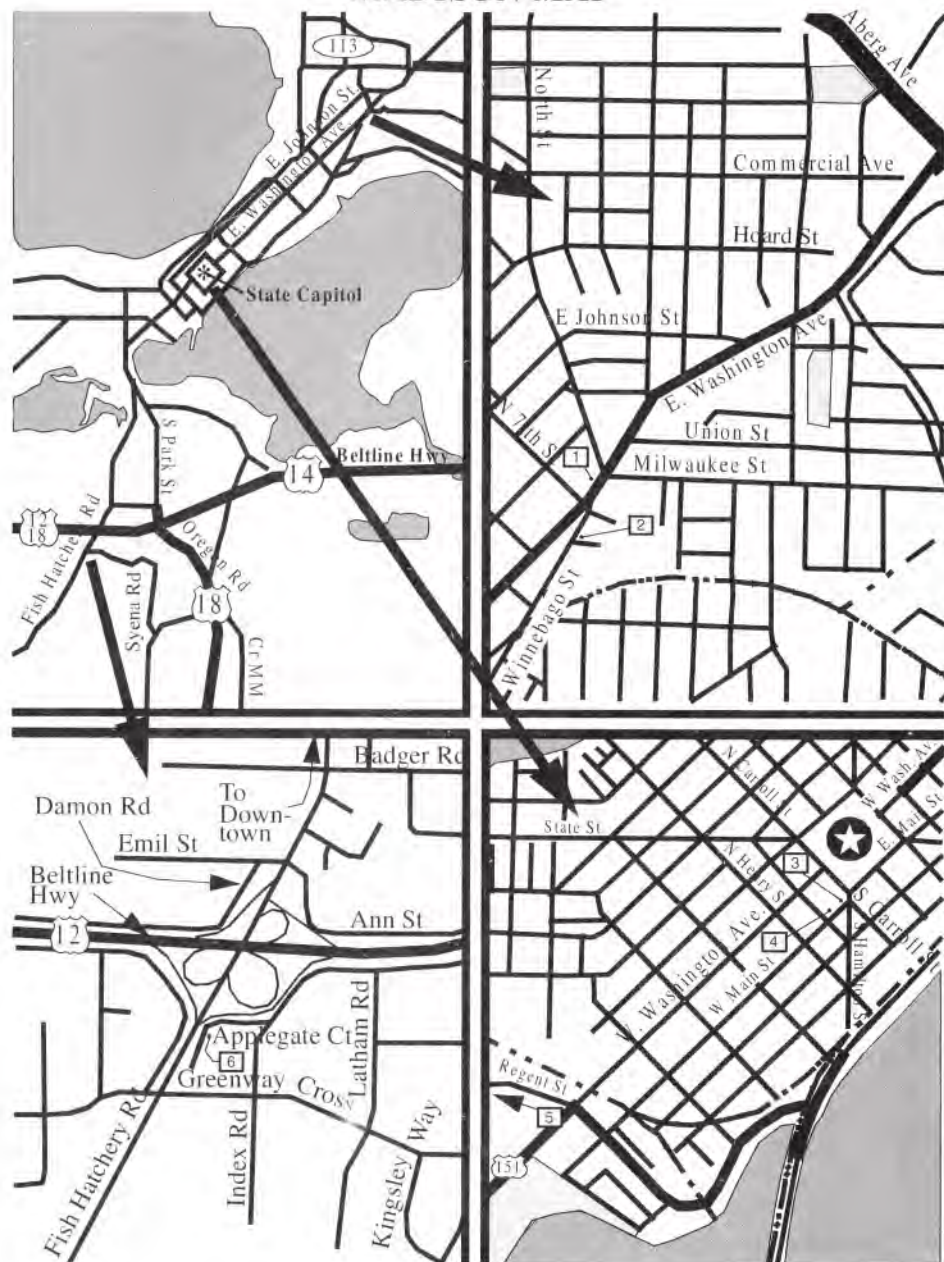 113
E. Johnson St.
E. Washington Ave.
State Capitol
S Park St.
Beltline Hwy
14
12
18
Fish Hatchery Rd
Oregon Rd
Syena Rd
18
Cr MM
Aberg Ave
North St
Commercial Ave
Hoard St
E Johnson St
E. Washington Ave
N 7th S
Union St
1
Milwaukee St
2
Winnebago St
Badger Rd
Damon Rd
To
Down-
town
Emil St
Beltline
Hwy
Ann St
12
Applegate Ct
6
Greenway Cross
Latham Rd
Index Rd
Kingsley Way
Fish Hatchery Rd
N Carroll St
W. Wash. Av
E. Main St.
State St.
N Henry St
3
S Carroll
4
W. Washington Ave.
W. Main St.
Regent St
5
151